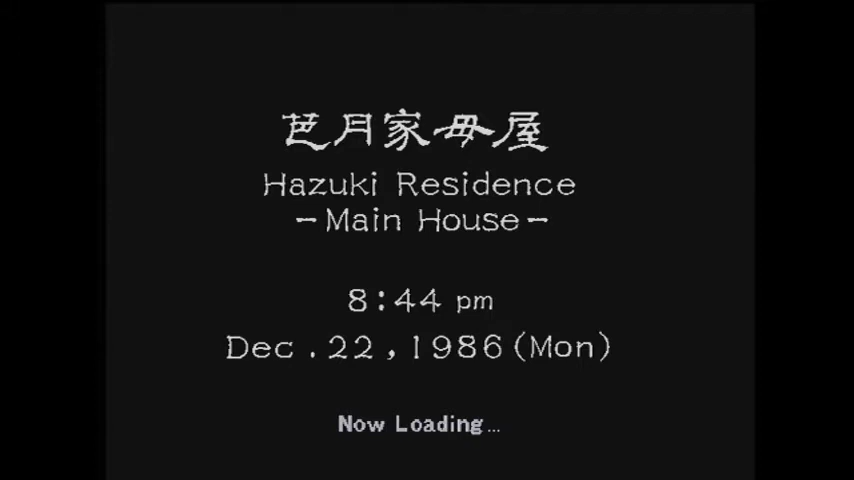 芭月家母屋
Hazuki Residence
-Main House-
8:44 pm
Dec.22,1986(Mon)
Now Loading...